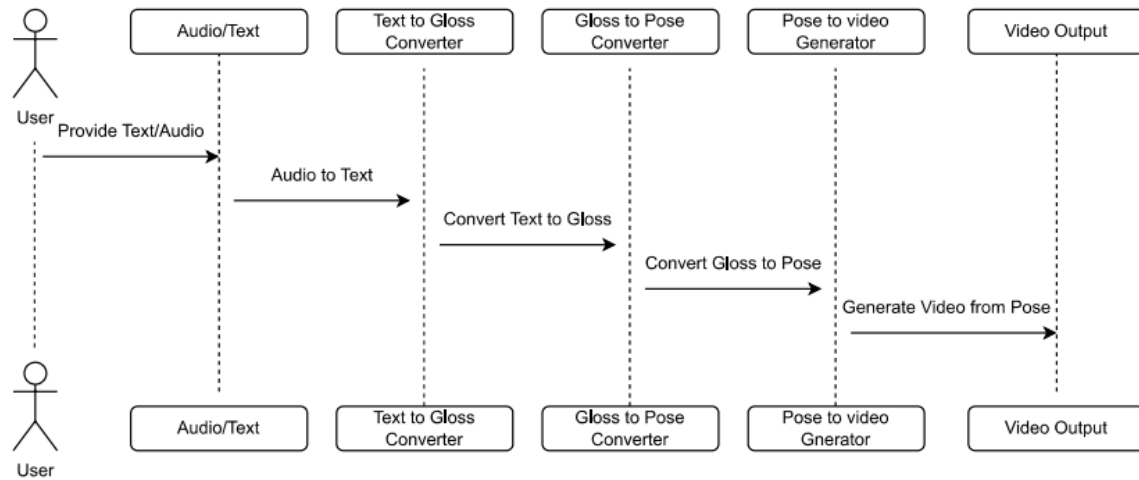 Audio/Text
Text to Gloss
Converter
Gloss to Pose
Converter
Pose to video
Generator
Video Output
User
Provide Text/Audio
Audio to Text
Convert Text to Gloss
Convert Gloss to Pose
Generate Video from Pose
Audio/Text
Text to Gloss
Converter
Gloss to Pose
Converter
Pose to video
Gnerator
Video Output
User